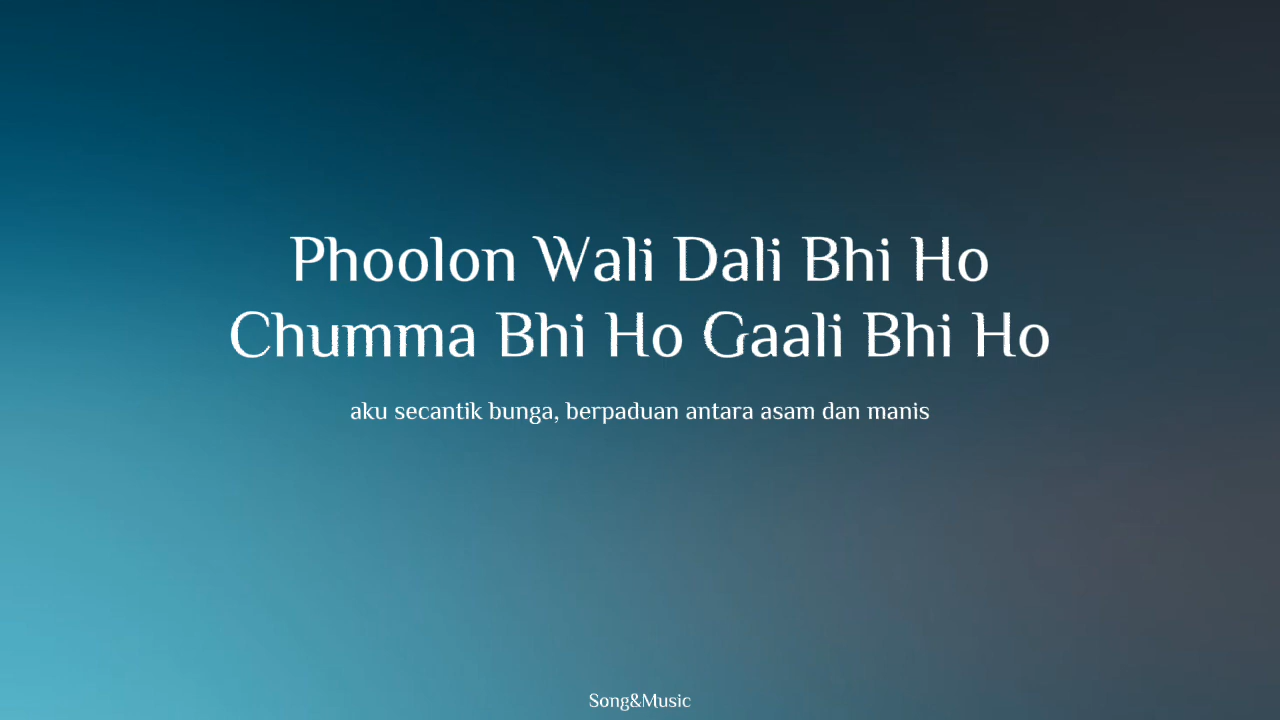 Phoolon Wali Dali Bhi Ho
Chumma Bhi Ho Gaali Bhi Ho
aku secantik bunga, berpaduan antara asam dan manis
Song&Music